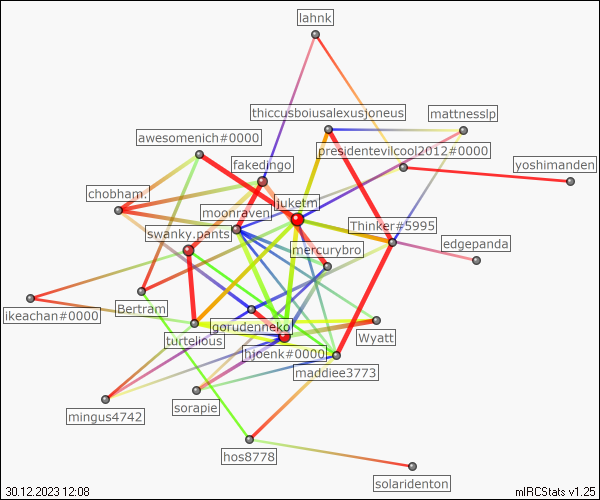 lahnk
thiccusboiusalexusjoneus
mattnesslp
awesomenich#0000
presidentevilcool2012#0000
fakedingo
yoshimanden
chobham
juketm
moonraven
Thinker#5995
swanky.pants
edgepanda
mercurybro
ikeachan#0000
Bertram
gorudenneko
turtelious
Wyatt
hjoenk#0000
maddiee3773
sorapie
mingus4742
hos8778
solaridenton
30.12.2023 12:08
mIRCStats v1.25